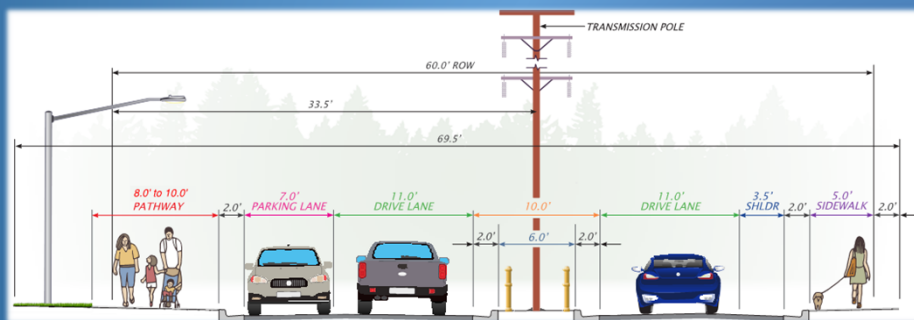 TRANSMISSION POLE
60.0' ROW
33.5'
69.5'
8.0' to 10.0'
PATHWAY
2.0'
7.0'
PARKING LANE
11.0'
DRIVE LANE
10.0'
11.0'
DRIVE LANE
3.5'
SHLDR
2.0'
5.0'
SIDEWALK
2.0'
2.0'
6.0'
2.0'